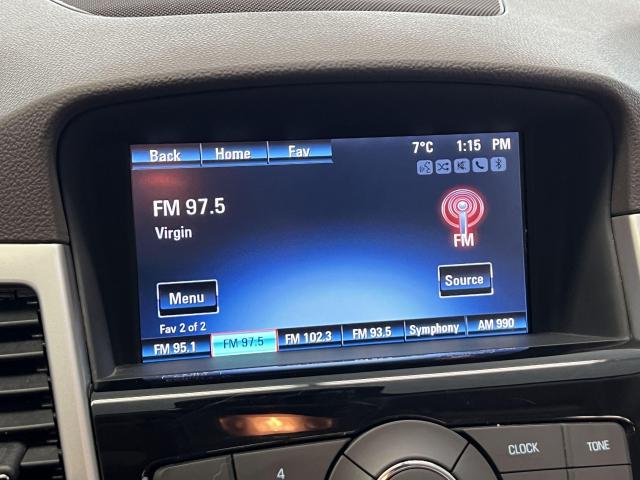 Back Home Fav 7°C 1:15 PM
FM 97.5
Virgin
FM
Menu Source
Fav 2 of 2
FM 95.1 FM 97.5 FM 102.3 FM 93.5 Symphony AM 990
4 CLOCK TONE